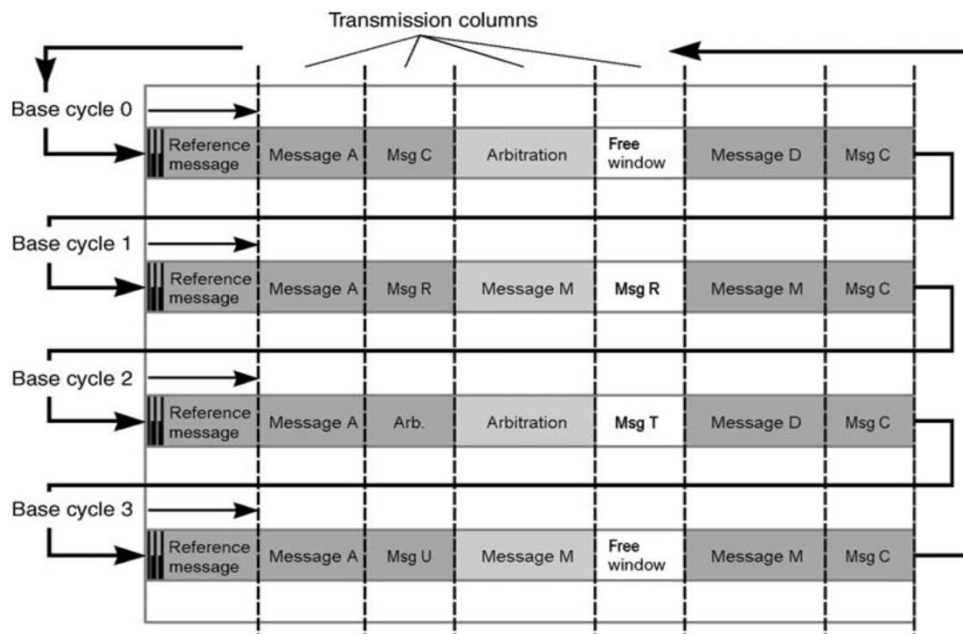 Transmission columns
Base cycle 0
Reference message
Message A
Msg C
Arbitration
Free window
Message D
Msg C
Base cycle 1
Reference message
Message A
Msg R
Message M
Msg R
Message M
Msg C
Base cycle 2
Reference message
Message A
Arb.
Arbitration
Msg T
Message D
Msg C
Base cycle 3
Reference message
Message A
Msg U
Message M
Free window
Message M
Msg C